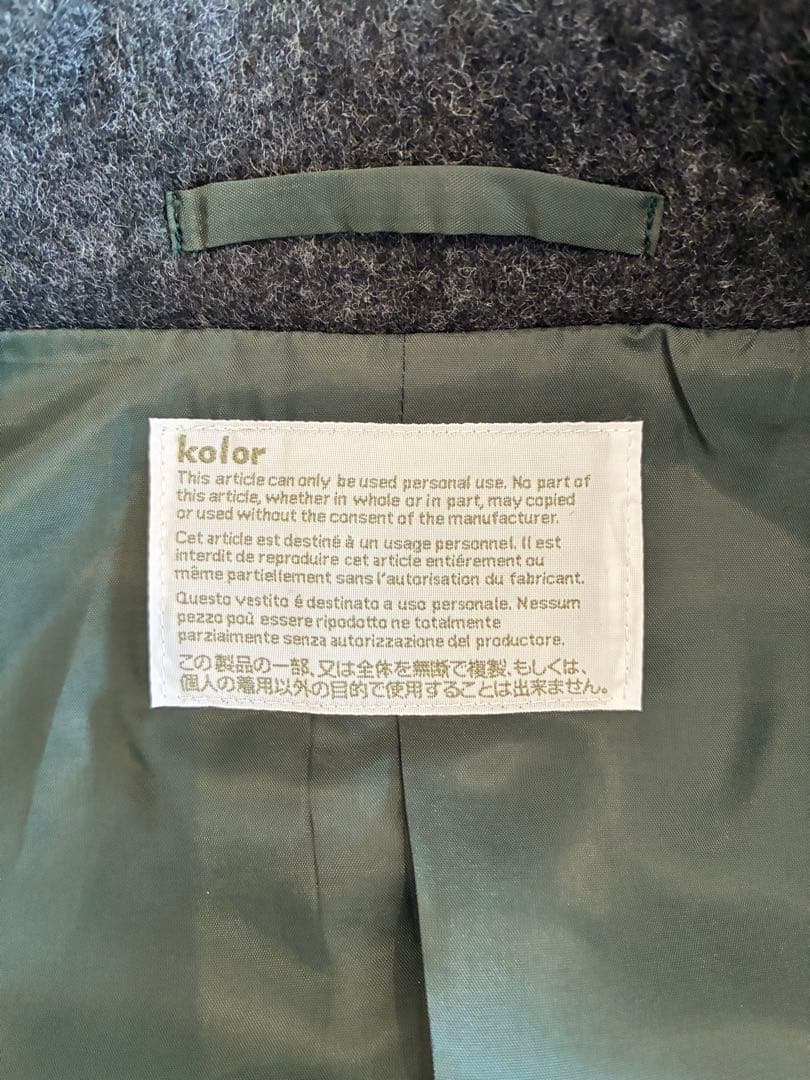 kolor
This article can only be used personal use. No part of
this article, whether in whole or in part, may copied
or used without the consent of the manufacturer.
Cet article est destiné à un usage personnel. Il est
interdit de reproduire cet article entiérement ou
même partiellement sans l'autorisation du fabricant.
Questo vestito é destinato a uso personale. Nessum
pezzo poù essere ripodotto ne totalmente
parziaimente senza autorizzazione del productore.
この製品の一部、又は全体を無断で複製、もしくは、
個人の着用以外の目的で使用することは出来ません。